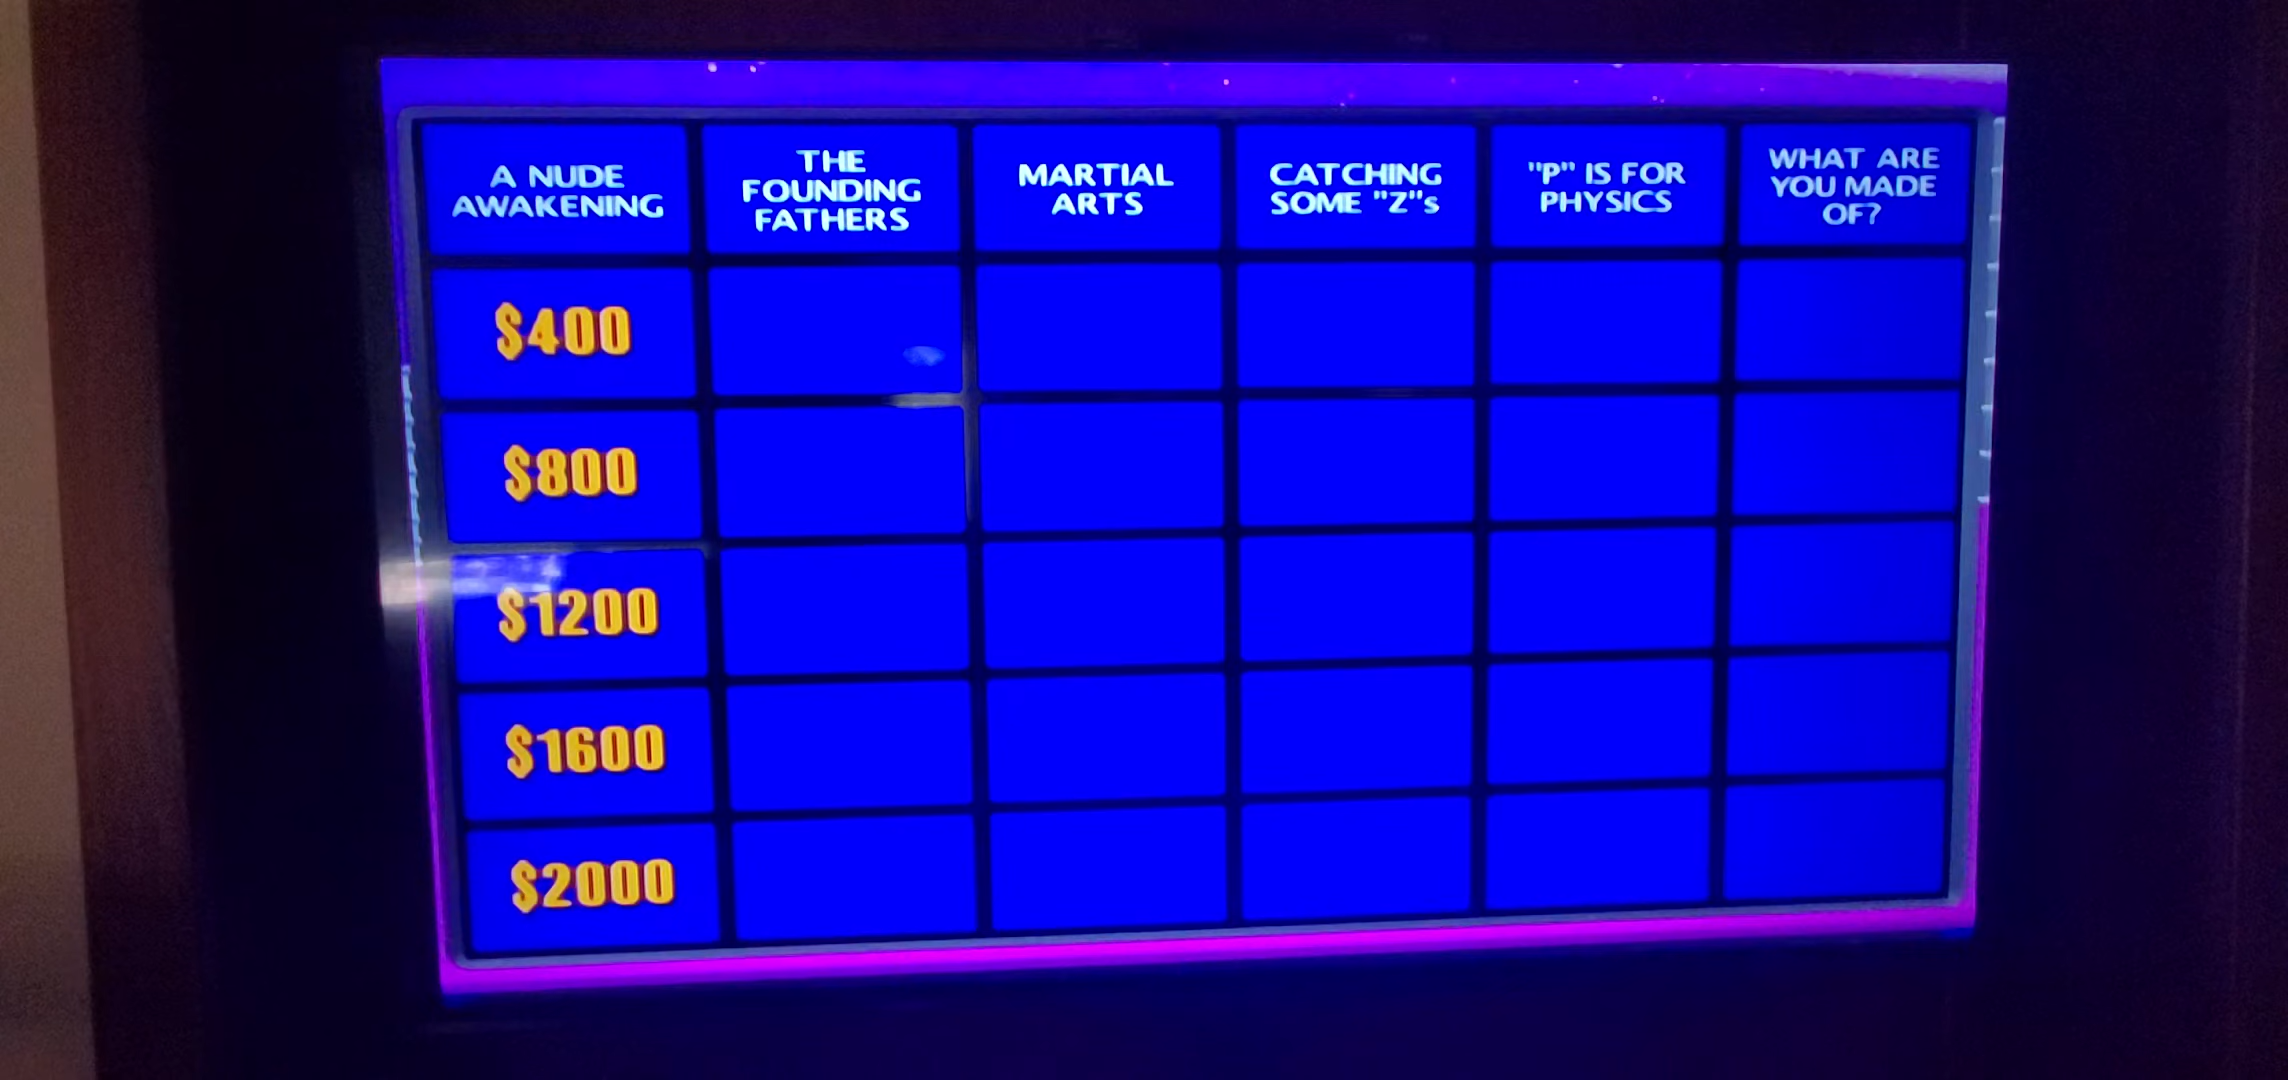 A NUDE
AWAKENING
THE
FOUNDING
FATHERS
MARTIAL
ARTS
CATCHING
SOME "Z"s
"P" IS FOR
PHYSICS
WHAT ARE
YOU MADE
OF?
$400
$800
$1200
$1600
$2000